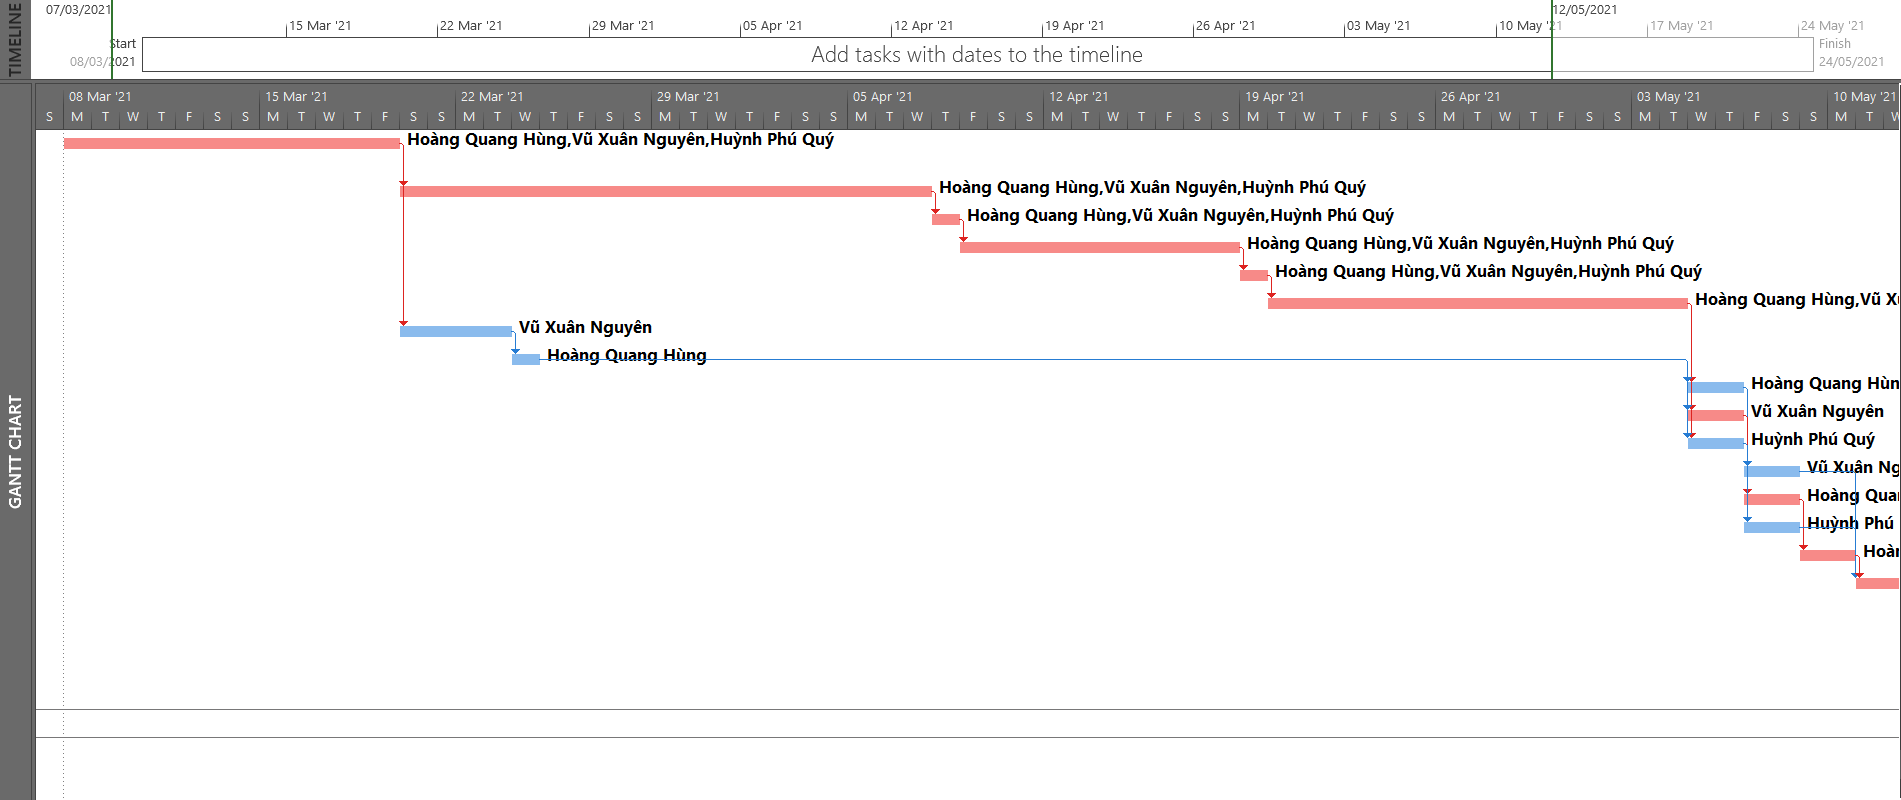 TIMELINE
07/03/2021
12/05/2021
15 Mar '21 22 Mar '21 29 Mar '21 05 Apr '21 12 Apr '21 19 Apr '21 26 Apr '21 03 May '21 10 May '21 17 May '21 24 May '21
Start
08/03/2021
Add tasks with dates to the timeline
Finish
24/05/2021
GANTT CHART
08 Mar '21 15 Mar '21 22 Mar '21 29 Mar '21 05 Apr '21 12 Apr '21 19 Apr '21 26 Apr '21 03 May '21 10 May '21
S M T W T F S S M T W T F S S M T W T F S S M T W T F S S M T W T F S S M T W T F S S M T W T F S S M T W T F S S M T W T F S S M T W
Hoàng Quang Hùng,Vũ Xuân Nguyên,Huỳnh Phú Quý
Hoàng Quang Hùng,Vũ Xuân Nguyên,Huỳnh Phú Quý
Hoàng Quang Hùng,Vũ Xuân Nguyên,Huỳnh Phú Quý
Hoàng Quang Hùng,Vũ Xuân Nguyên,Huỳnh Phú Quý
Hoàng Quang Hùng,Vũ Xuân Nguyên,Huỳnh Phú Quý
Hoàng Quang Hùng,Vũ X
Vũ Xuân Nguyên
Hoàng Quang Hùng
Hoàng Quang Hùn
Vũ Xuân Nguyên
Huỳnh Phú Quý
Vũ Xuân Ng
Hoàng Qua
Huỳnh Phú
Hoàn